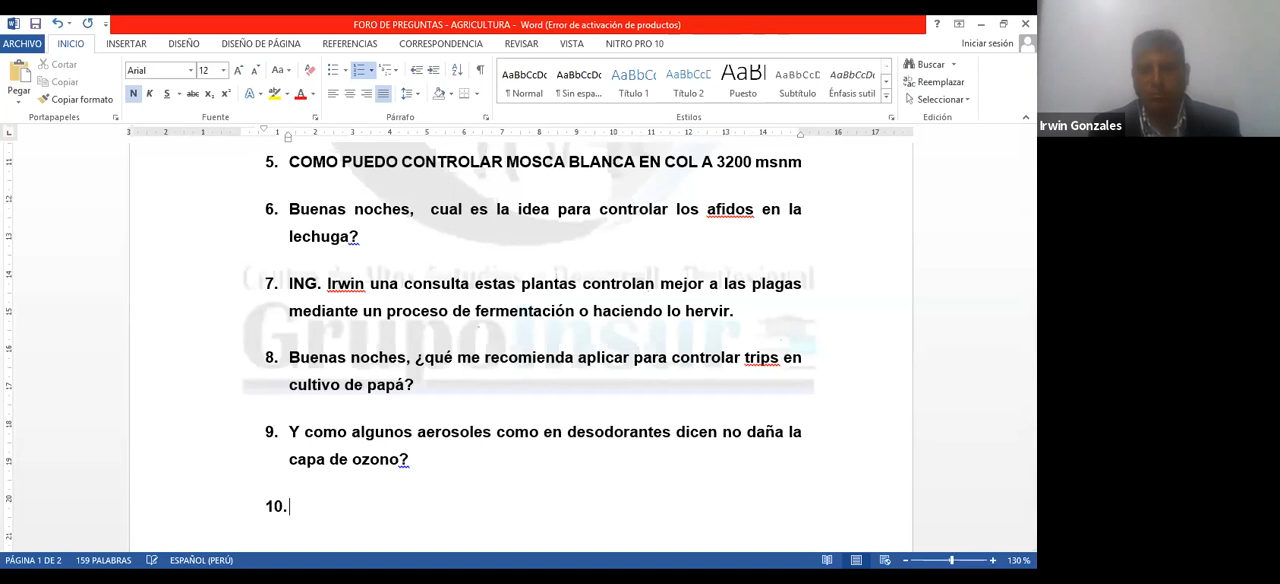 FORO DE PREGUNTAS - AGRICULTURA - Word (Error de activación de productos)
ARCHIVO INICIO INSERTAR DISEÑO DISEÑO DE PÁGINA REFERENCIAS CORRESPONDENCIA REVISAR VISTA NITRO PRO 10 Iniciar sesión
Pegar
Cortar
Copiar
Copiar formato
Portapapeles
Arial 12
Fuente
Párrafo
AaBbCcDc AaBbCcDc AaBbCc AaBbCcD AaBl AaBbCcD AaBbCcDc
¶ Normal ¶ Sin espa... Título 1 Título 2 Puesto Subtítulo Énfasis sutil
Estilos
Buscar
Reemplazar
Seleccionar
Edición
Irwin Gonzales
5. COMO PUEDO CONTROLAR MOSCA BLANCA EN COL A 3200 msnm
6. Buenas noches, cual es la idea para controlar los afidos en la
lechuga?
7. ING. Irwin una consulta estas plantas controlan mejor a las plagas
mediante un proceso de fermentación o haciendo lo hervir.
8. Buenas noches, ¿qué me recomienda aplicar para controlar trips en
cultivo de papá?
9. Y como algunos aerosoles como en desodorantes dicen no daña la
capa de ozono?
10.
GrupoInsur
PÁGINA 1 DE 2 159 PALABRAS ESPAÑOL (PERÚ) 130 %